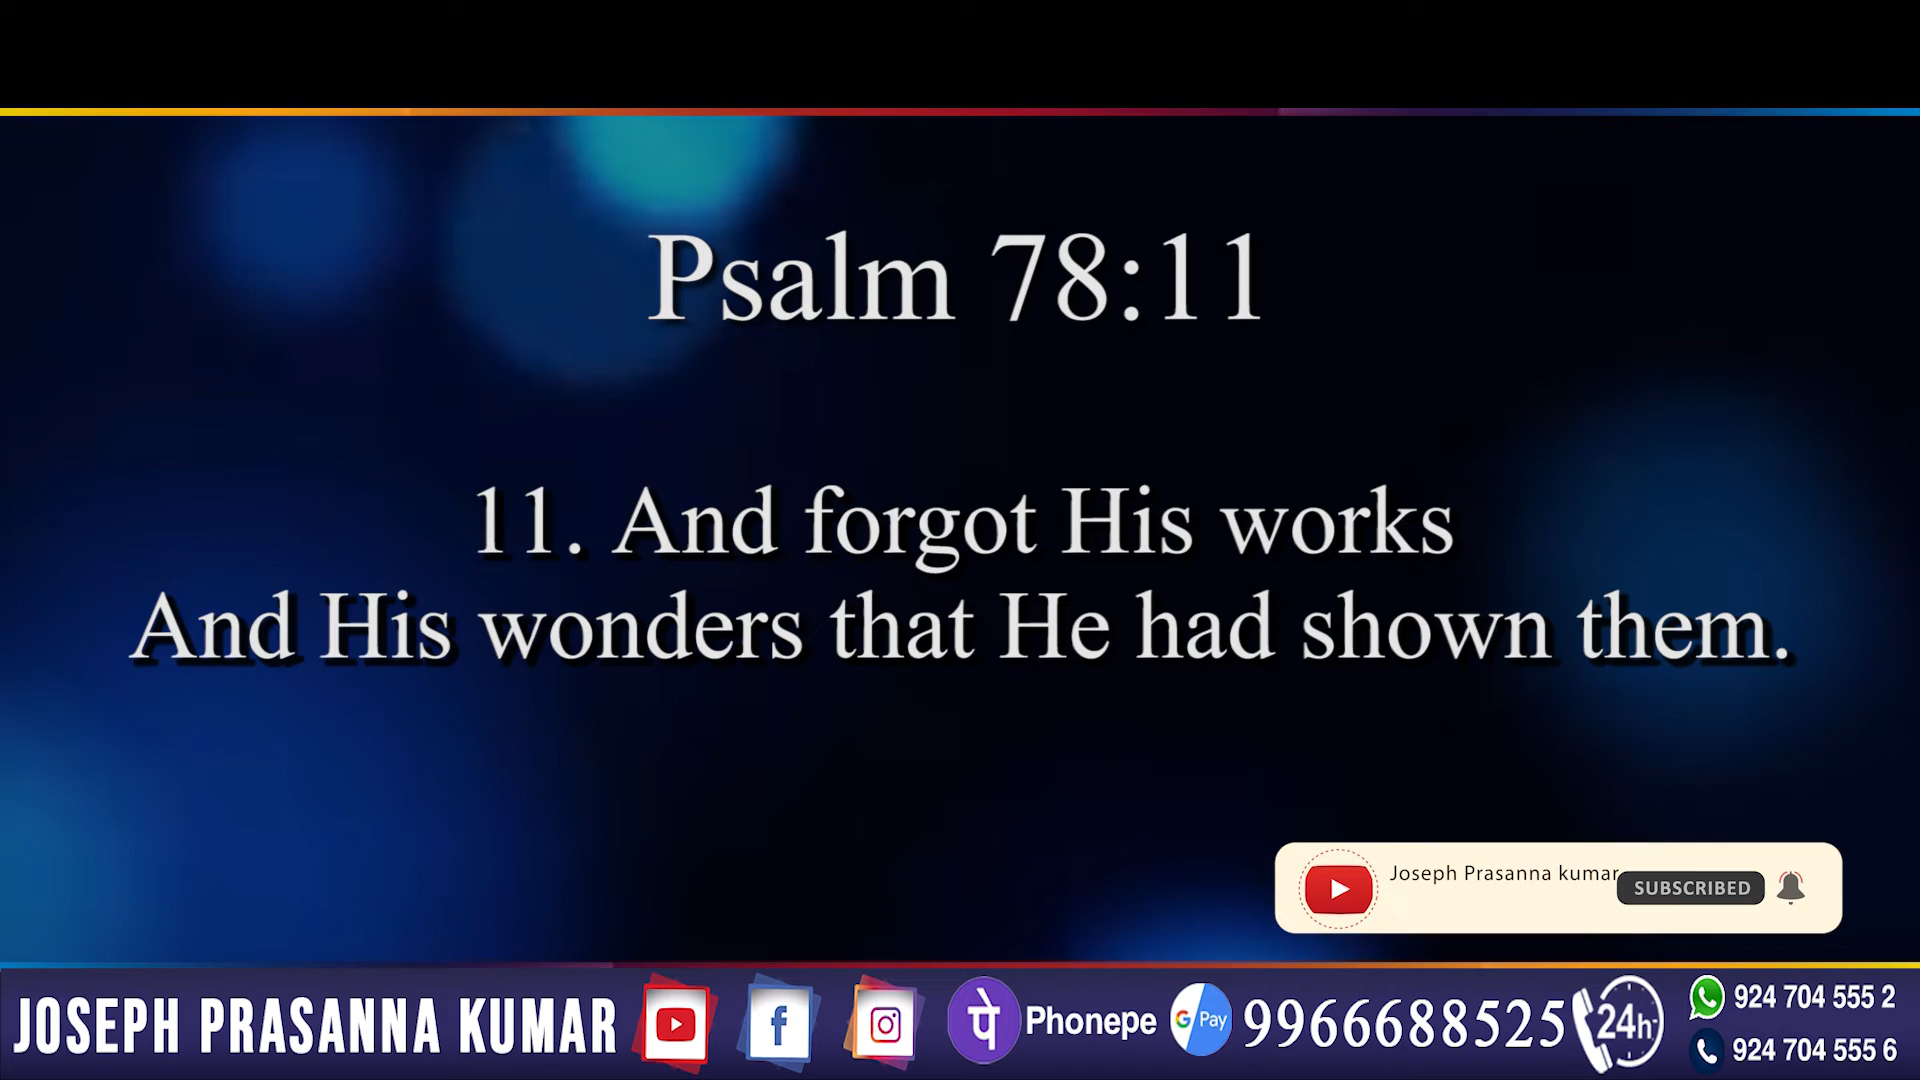 Psalm 78:11
11. And forgot His works
And His wonders that He had shown them.
Joseph Prasanna kumar
SUBSCRIBED
JOSEPH PRASANNA KUMAR
पे Phonepe
G Pay
9966688525
24h
924 704 555 2
924 704 555 6